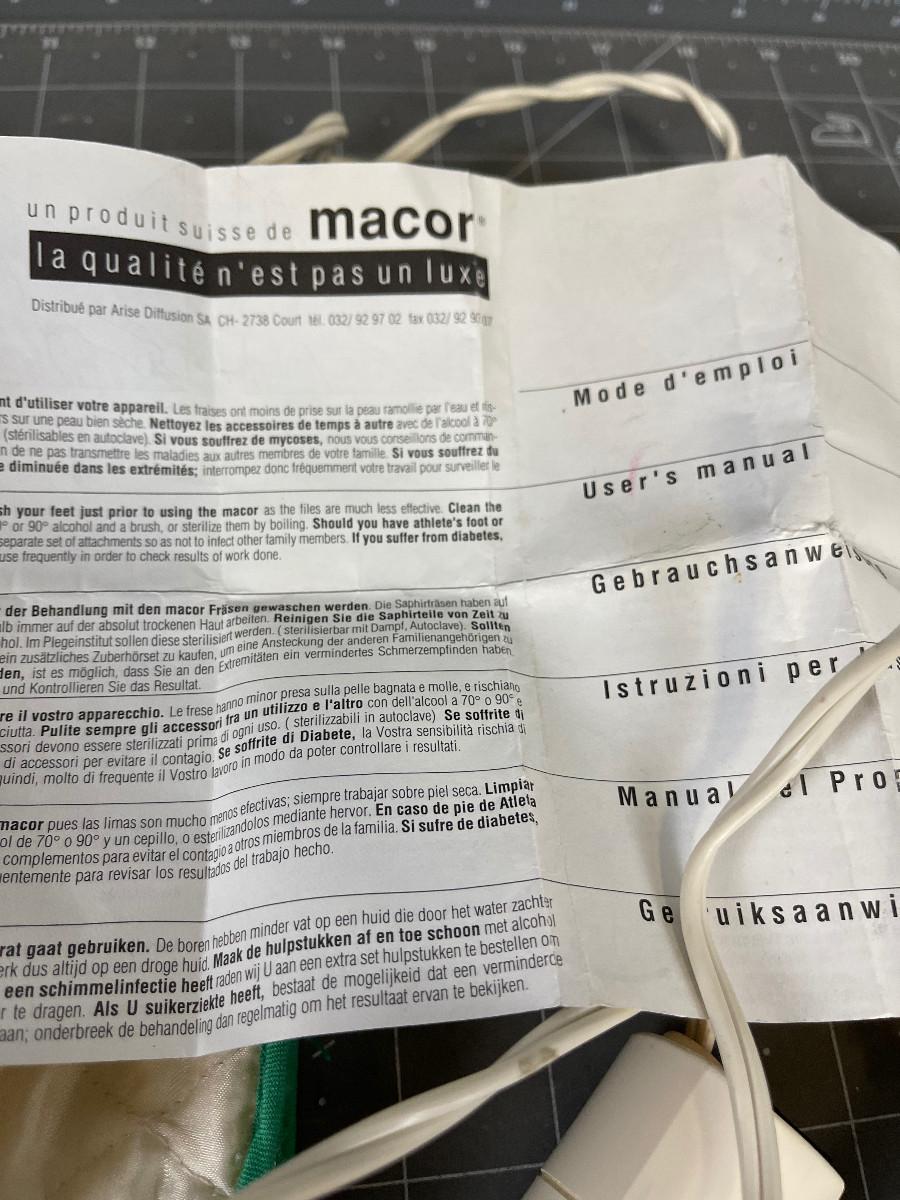 un produit suisse de macor®
la qualité n'est pas un luxe
Distribué par Arise Diffusion SA CH- 2738 Court tél. 032/ 92 97 02 fax 032/ 92
Mode d'emploi
nt d'utiliser votre appareil. Les fraises ont moins de prise sur la peau ramollie par l'eau et ris-
rs sur une peau bien sèche. Nettoyez les accessoires de temps à autre avec de l'alcool à 70°
(stérilisables en autoclave). Si vous souffrez de mycoses, nous vous conseillons de comman-
n de ne pas transmettre les maladies aux autres membres de votre famille. Si vous souffrez du
e diminuée dans les extrémités; interrompez donc fréquemment votre travail pour surveiller le
User's manual
sh your feet just prior to using the macor as the files are much less effective. Clean the
° or 90° alcohol and a brush, or sterilize them by boiling. Should you have athlete's foot or
separate set of attachments so as not to infect other family members. If you suffer from diabetes,
use frequently in order to check results of work done.
Gebrauchsanweis
der Behandlung mit den macor Fräsen gewaschen werden. Die Saphirfräsen haben auf
lb immer auf der absolut trockenen Haut arbeiten. Reinigen Sie die Saphirteile von Zeit zu
hol. Im Plegeinstitut sollen diese sterilisiert werden. ( sterilisierbar mit Dampf, Autoclave). Sollten
ein zusätzliches Zuberhörset zu kaufen, um eine Ansteckung der anderen Familienangehörigen zu
den, ist es möglich, dass Sie an den Extremitäten ein vermindertes Schmerzempfinden haben.
und Kontrollieren Sie das Resultat.
Istruzioni per l
re il vostro apparecchio. Le frese hanno minor presa sulla pelle bagnata e molle, e rischiano
ciutta. Pulite sempre gli accessori fra un utilizzo e l'altro con dell'alcool a 70° o 90° e
ssori devono essere sterilizzati prima di ogni uso. ( sterilizzabili in autoclave) Se soffrite di
di accessori per evitare il contagio. Se soffrite di Diabete, la Vostra sensibilità rischia di
quindi, molto di frequente il Vostro lavoro in modo da poter controllare i risultati.
Manual el Pro
macor pues las limas son mucho menos efectivas; siempre trabajar sobre piel seca. Limpiar
ol de 70° o 90° y un cepillo, o esterilizandolos mediante hervor. En caso de pie de Atleta
complementos para evitar el contagio a otros miembros de la familia. Si sufre de diabetes,
uentemente para revisar los resultados del trabajo hecho.
Ge uiksaanwi
rat gaat gebruiken. De boren hebben minder vat op een huid die door het water zachter
erk dus altijd op een droge huid. Maak de hulpstukken af en toe schoon met alcohol
een schimmelinfectie heeft raden wij U aan een extra set hulpstukken te bestellen om
r te dragen. Als U suikerziekte heeft, bestaat de mogelijkeid dat een verminderde
aan; onderbreek de behandeling dan regelmatig om het resultaat ervan te bekijken.